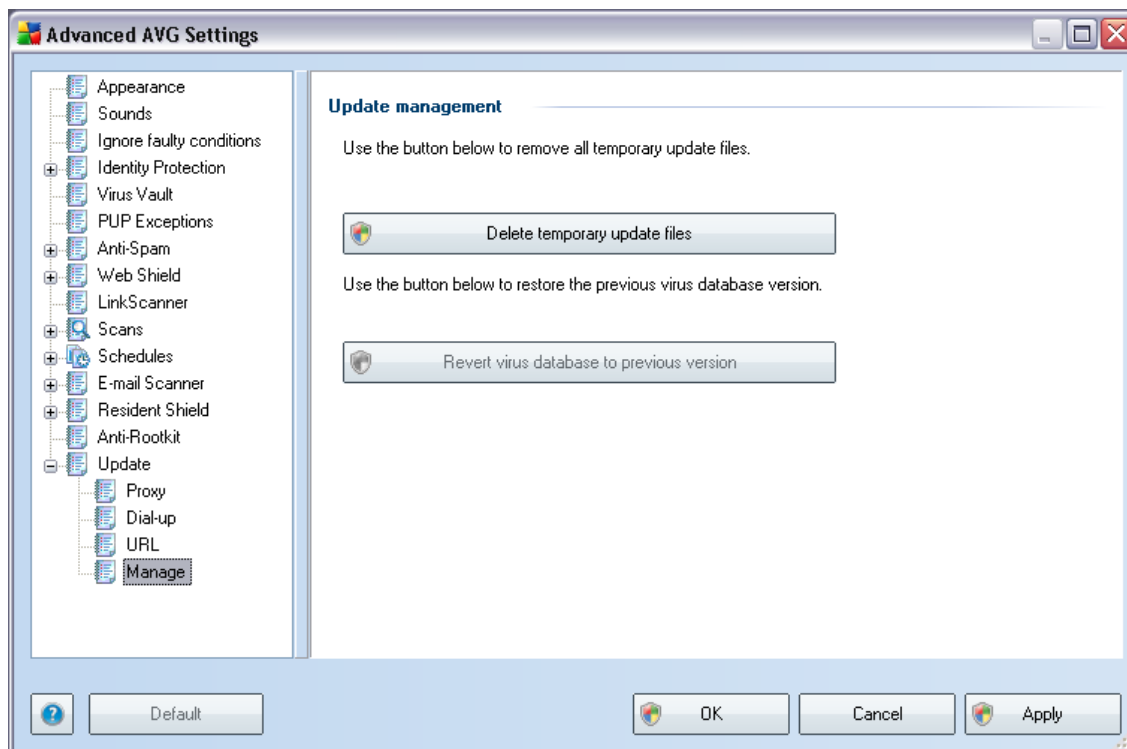 Advanced AVG Settings
Appearance
Sounds
Ignore faulty conditions
Identity Protection
Virus Vault
PUP Exceptions
Anti-Spam
Web Shield
LinkScanner
Scans
Schedules
E-mail Scanner
Resident Shield
Anti-Rootkit
Update
Proxy
Dial-up
URL
Manage
Update management
Use the button below to remove all temporary update files.
Delete temporary update files
Use the button below to restore the previous virus database version.
Revert virus database to previous version
? Default OK Cancel Apply